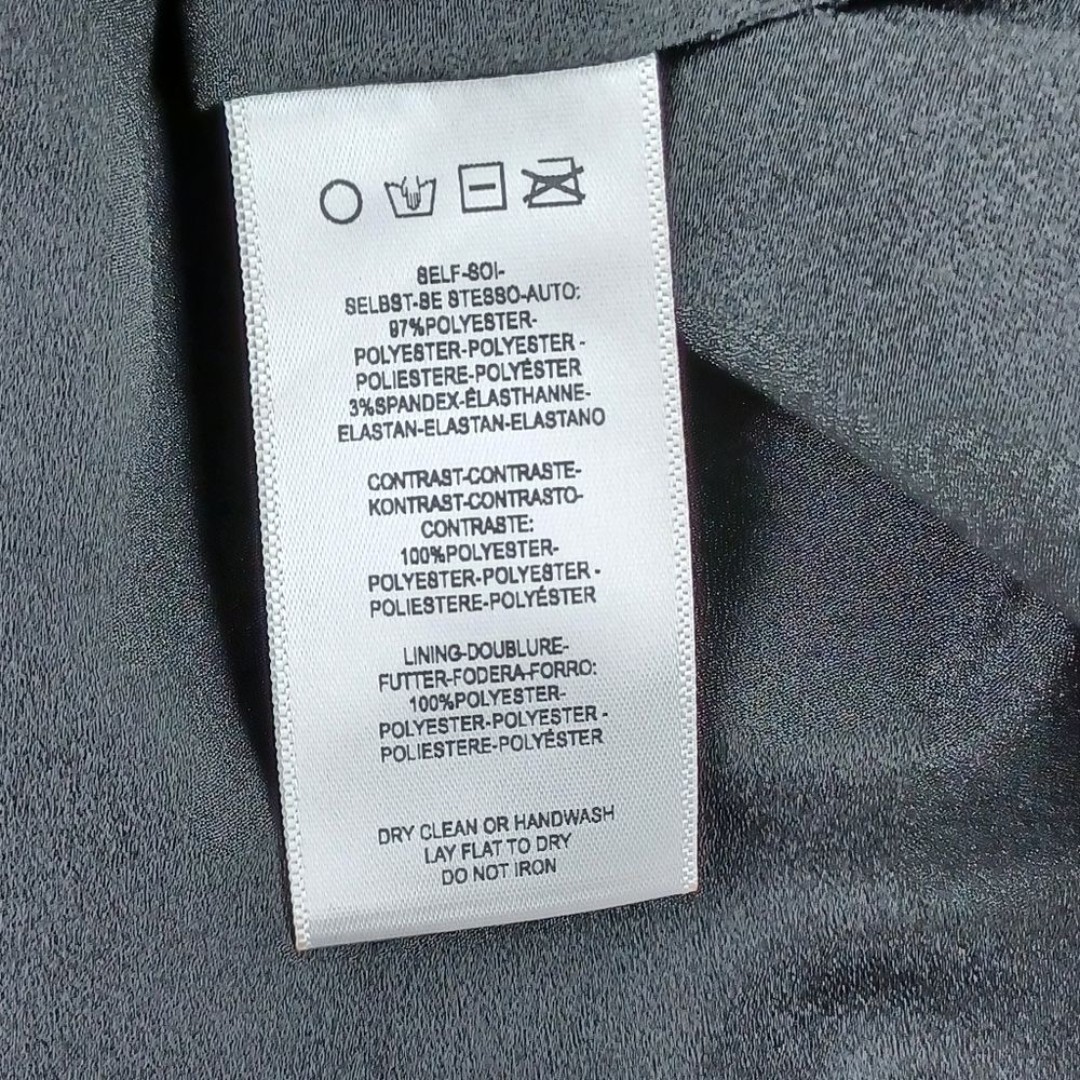 SELF-SOI-
SELBST-SE STESSO-AUTO:
97%POLYESTER-
POLYESTER-POLYESTER -
POLIESTERE-POLYÉSTER
3%SPANDEX-ÉLASTHANNE-
ELASTAN-ELASTAN-ELASTANO
CONTRAST-CONTRASTE-
KONTRAST-CONTRASTO-
CONTRASTE:
100%POLYESTER-
POLYESTER-POLYESTER -
POLIESTERE-POLYÉSTER
LINING-DOUBLURE-
FUTTER-FODERA-FORRO:
100%POLYESTER-
POLYESTER-POLYESTER -
POLIESTERE-POLYÉSTER
DRY CLEAN OR HANDWASH
LAY FLAT TO DRY
DO NOT IRON